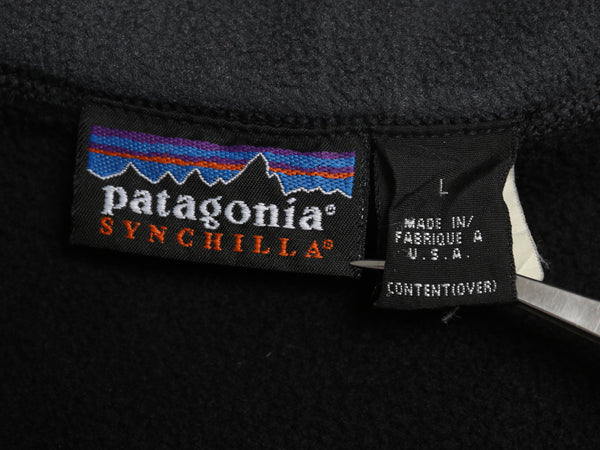 patagonia®
SYNCHILLA®
L
MADE IN/
FABRIQUE A
U.S.A.
CONTENT(OVER)